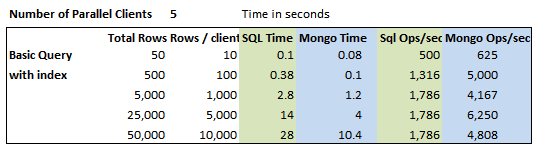 Number of Parallel Clients 5 Time in seconds
Total Rows Rows / client SQL Time Mongo Time Sql Ops/sec Mongo Ops/sec
Basic Query 50 10 0.1 0.08 500 625
with index 500 100 0.38 0.1 1,316 5,000
5,000 1,000 2.8 1.2 1,786 4,167
25,000 5,000 14 4 1,786 6,250
50,000 10,000 28 10.4 1,786 4,808